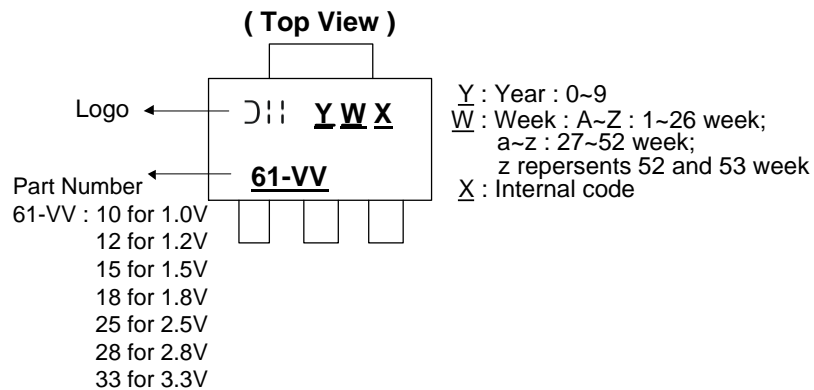 ( Top View )
Logo
Y W X
61-VV
Y : Year : 0~9
W : Week : A~Z : 1~26 week;
a~z : 27~52 week;
z repersents 52 and 53 week
X : Internal code
Part Number
61-VV : 10 for 1.0V
12 for 1.2V
15 for 1.5V
18 for 1.8V
25 for 2.5V
28 for 2.8V
33 for 3.3V